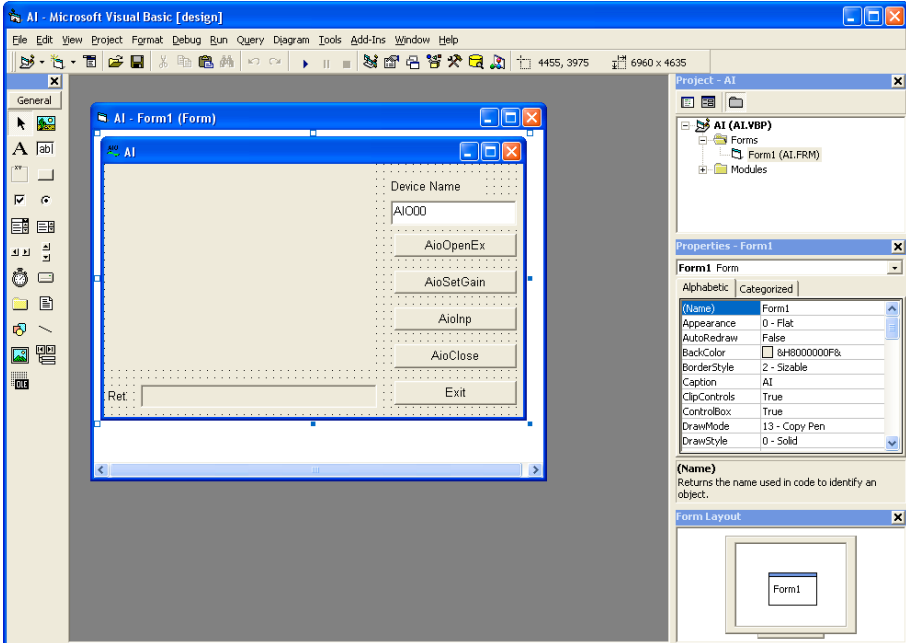 AI - Microsoft Visual Basic [design]
File Edit View Project Format Debug Run Query Diagram Tools Add-Ins Window Help
4455, 3975 6960 x 4635
General
A ab|
XY
OLE
AI - Form1 (Form)
AIO AI
Device Name
AIO00
AioOpenEx
AioSetGain
AioInp
AioClose
Ret:
Exit
Project - AI
AI (AI.VBP)
Forms
Form1 (AI.FRM)
Modules
Properties - Form1
Form1 Form
Alphabetic Categorized
(Name) Form1
Appearance 0 - Flat
AutoRedraw False
BackColor &H8000000F&
BorderStyle 2 - Sizable
Caption AI
ClipControls True
ControlBox True
DrawMode 13 - Copy Pen
DrawStyle 0 - Solid
(Name)
Returns the name used in code to identify an
object.
Form Layout
Form1